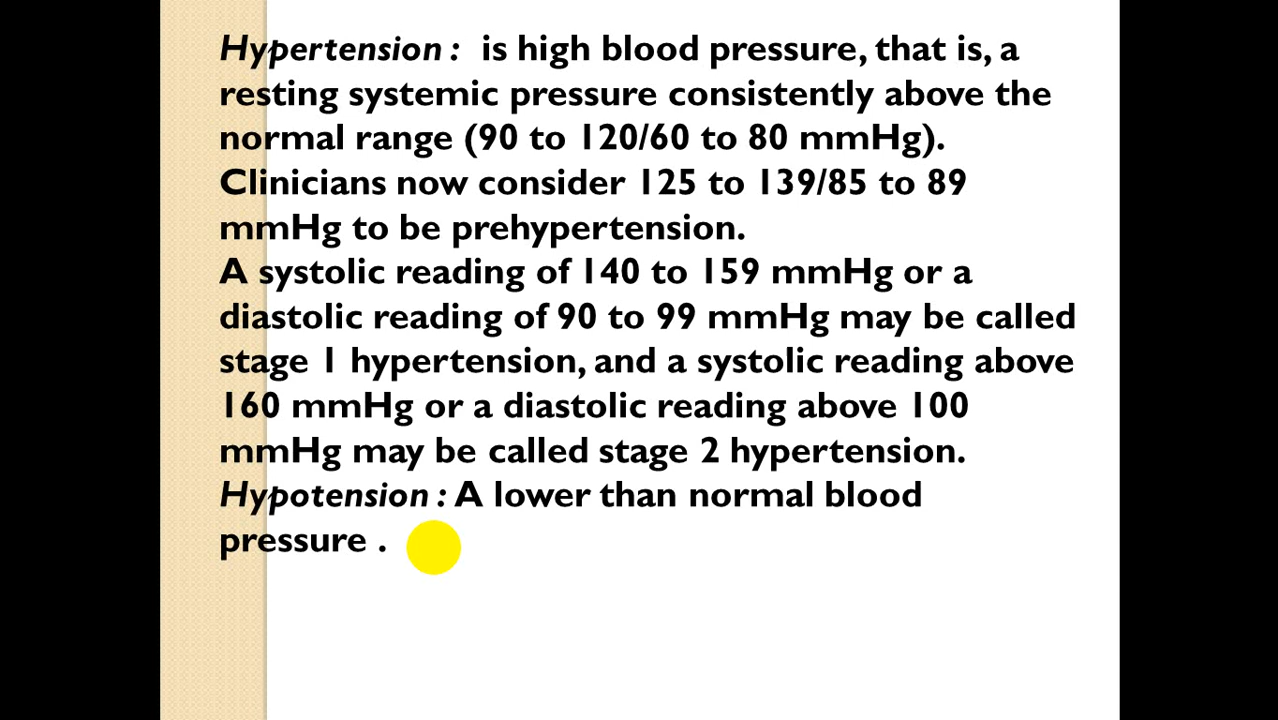 Hypertension : is high blood pressure, that is, a
resting systemic pressure consistently above the
normal range (90 to 120/60 to 80 mmHg).
Clinicians now consider 125 to 139/85 to 89
mmHg to be prehypertension.
A systolic reading of 140 to 159 mmHg or a
diastolic reading of 90 to 99 mmHg may be called
stage 1 hypertension, and a systolic reading above
160 mmHg or a diastolic reading above 100
mmHg may be called stage 2 hypertension.
Hypotension : A lower than normal blood
pressure .